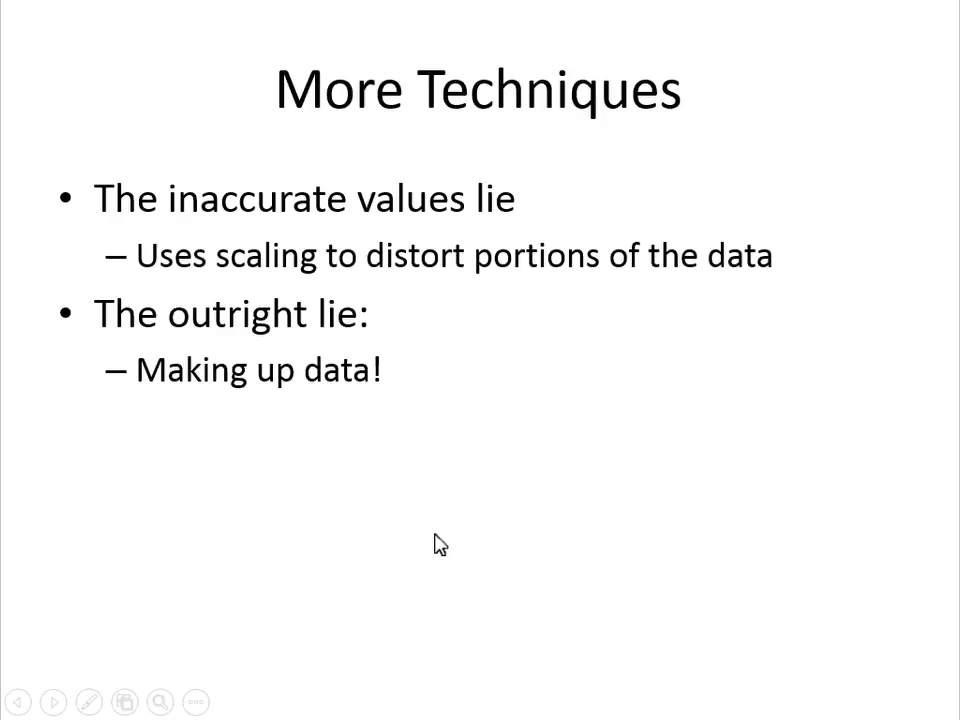 More Techniques
• The inaccurate values lie
– Uses scaling to distort portions of the data
• The outright lie:
– Making up data!